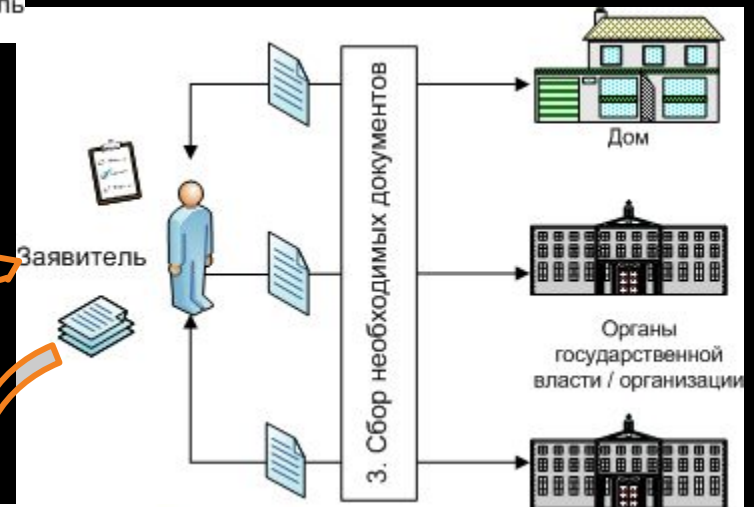 3. Сбор необходимых документов
Дом
Заявитель
Органы
государственной
власти / организации